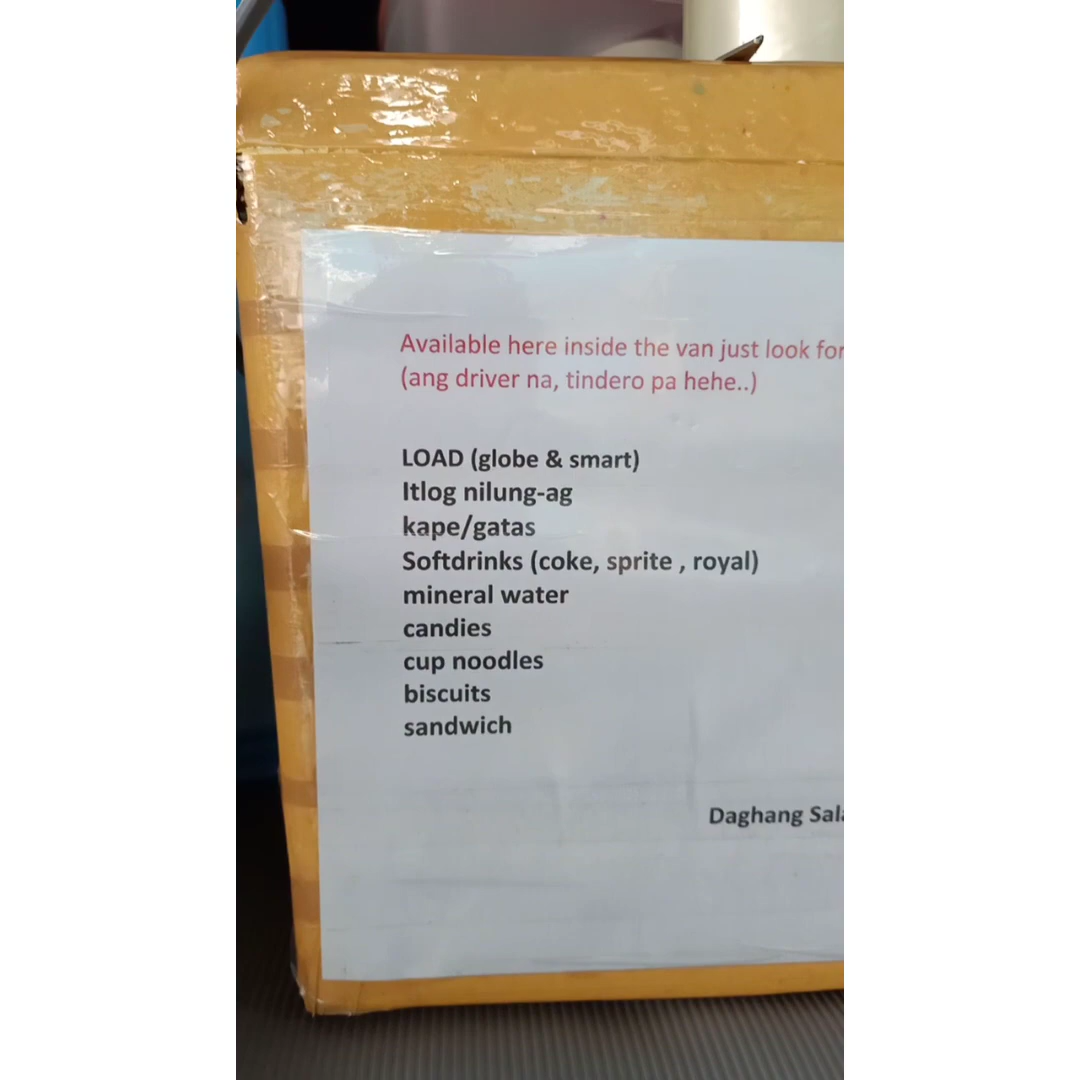 Available here inside the van just look for
(ang driver na, tindero pa hehe..)
LOAD (globe & smart)
Itlog nilung-ag
kape/gatas
Softdrinks (coke, sprite , royal)
mineral water
candies
cup noodles
biscuits
sandwich
Daghang